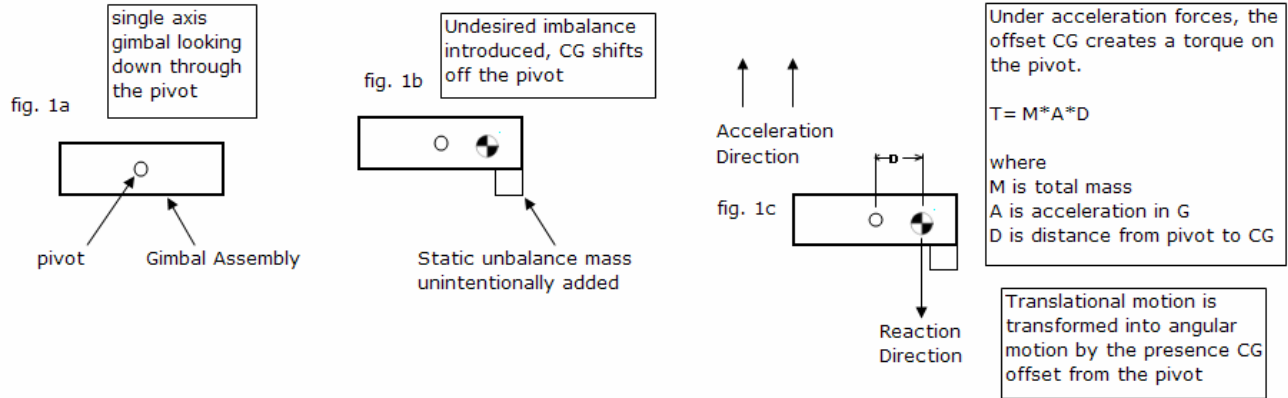 single axis
gimbal looking
down through
the pivot
fig. 1a
pivot
Gimbal Assembly
Undesired imbalance
introduced, CG shifts
off the pivot
fig. 1b
Static unbalance mass
unintentionally added
Acceleration
Direction
D
fig. 1c
Reaction
Direction
Under acceleration forces, the
offset CG creates a torque on
the pivot.
T= M*A*D
where
M is total mass
A is acceleration in G
D is distance from pivot to CG
Translational motion is
transformed into angular
motion by the presence CG
offset from the pivot